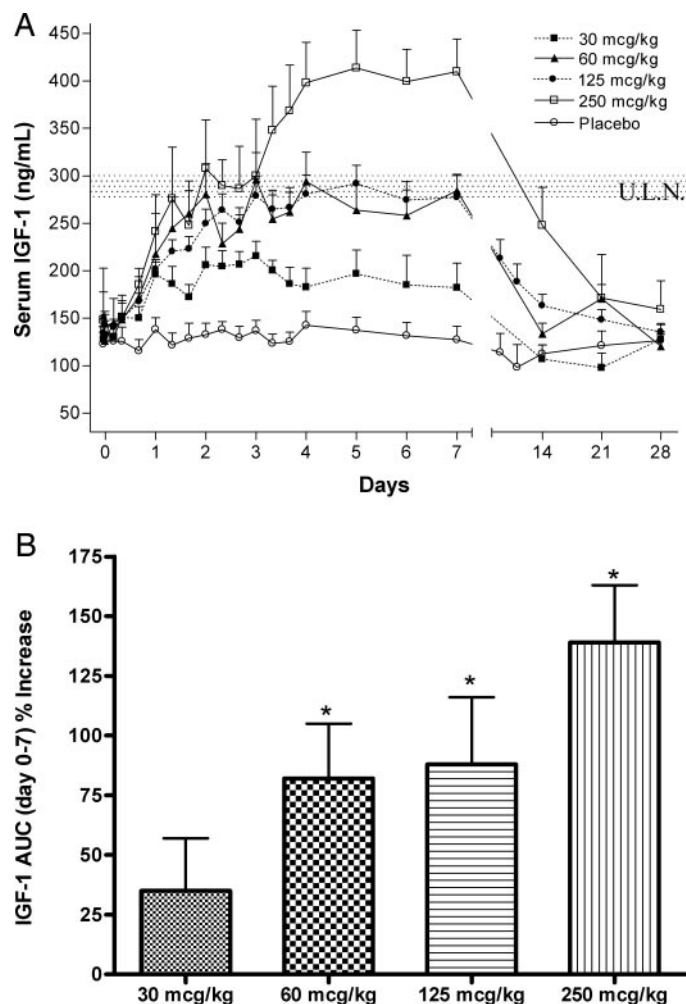 A
30 mcg/kg
60 mcg/kg
125 mcg/kg
250 mcg/kg
Placebo
Serum IGF-1 (ng/mL)
450
400
350
300
250
200
150
100
50
U.L.N.
0 1 2 3 4 5 6 7 14 21 28
Days
B
IGF-1 AUC (day 0-7) % Increase
175
150
125
100
75
50
25
0
* * *
30 mcg/kg 60 mcg/kg 125 mcg/kg 250 mcg/kg